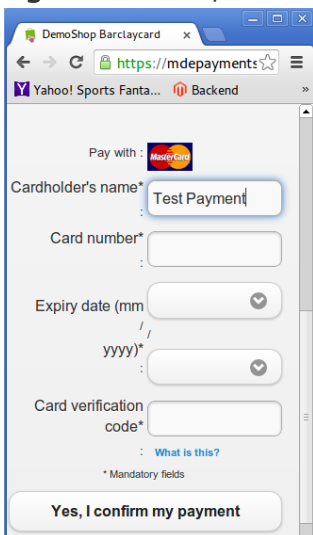 DemoShop Barclaycard
https://mdepayments
Yahoo! Sports Fanta... Backend »
Pay with : MasterCard
Cardholder's name*
: Test Payment
Card number*
:
Expiry date (mm
/ /
yyyy)*
:
Card verification
code*
: What is this?
* Mandatory fields
Yes, I confirm my payment